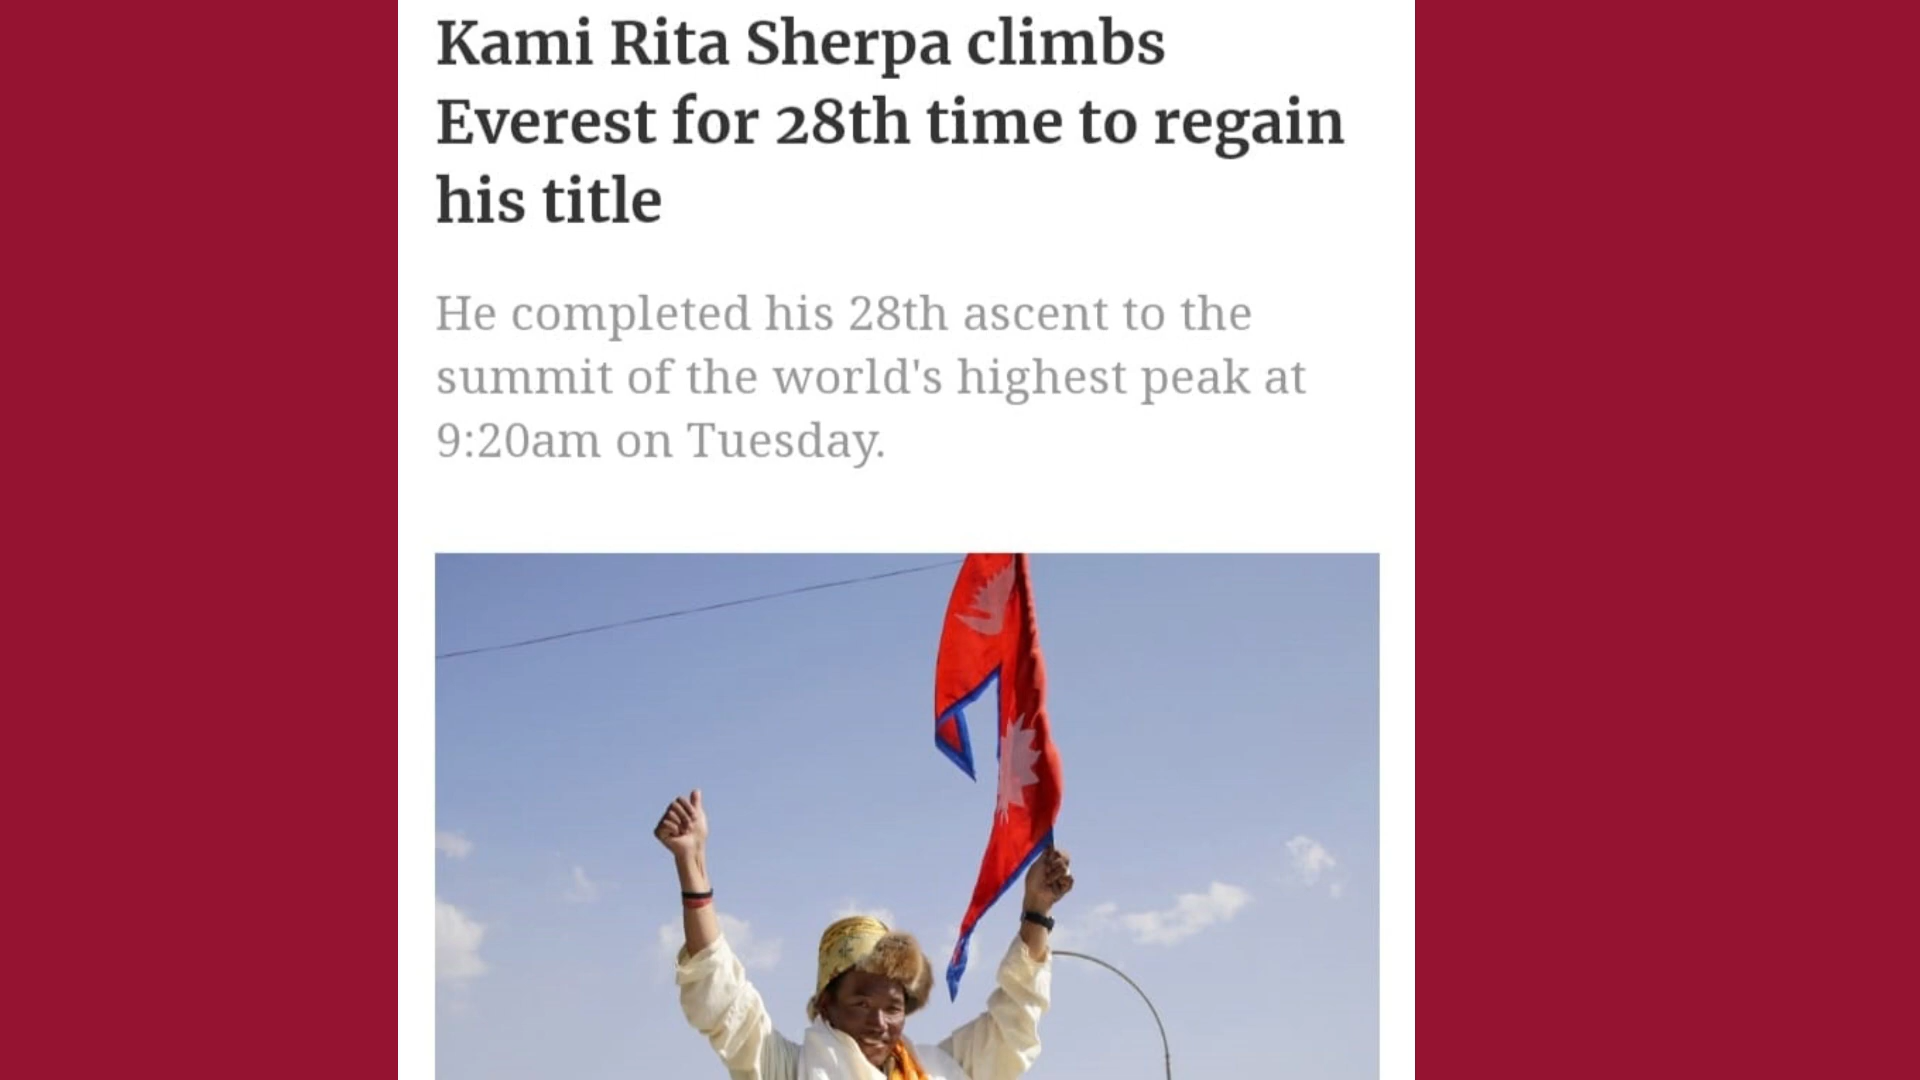 Kami Rita Sherpa climbs
Everest for 28th time to regain
his title
He completed his 28th ascent to the
summit of the world's highest peak at
9:20am on Tuesday.